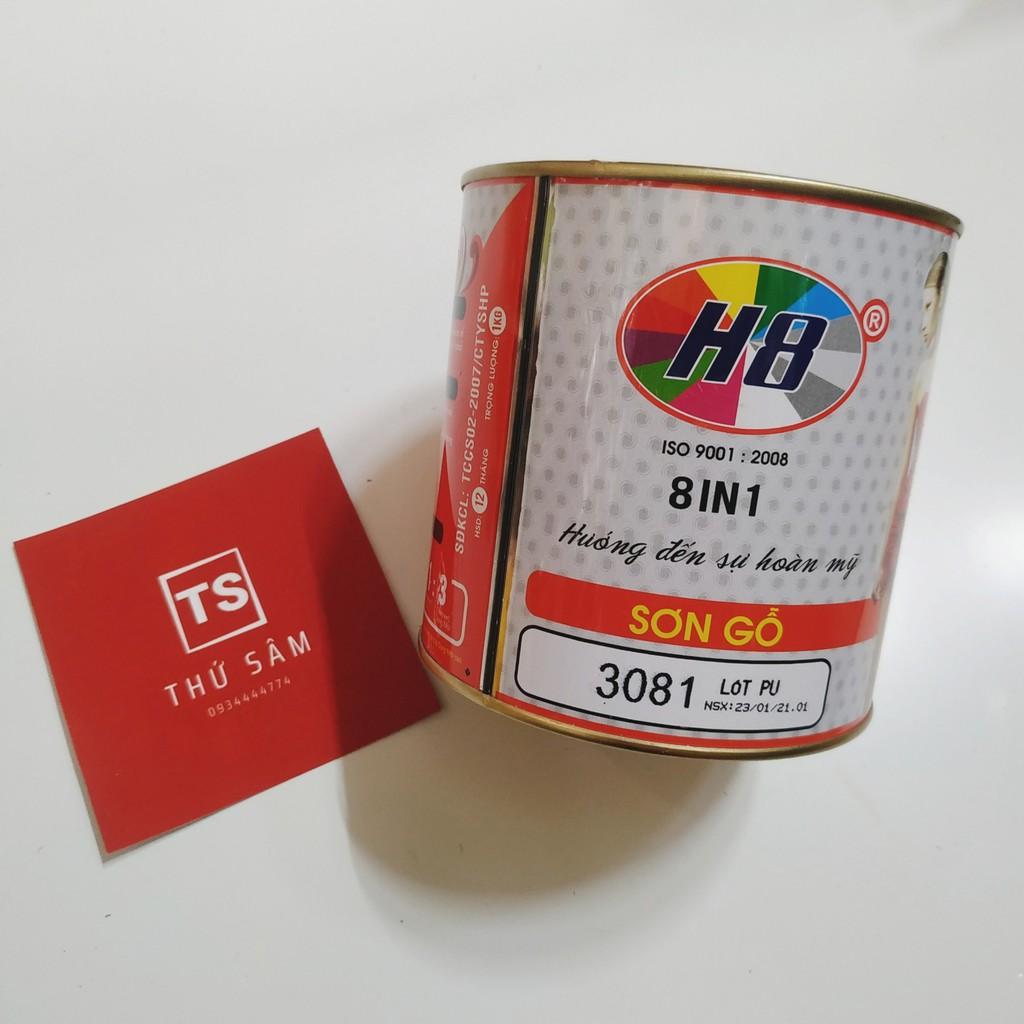 TS
THỨ SÂM
0934444774
SĐKCL: TCCS02-2007/CTYSHP
HSD: 12 THÁNG
TRỌNG LƯỢNG: 1KG
H8
®
ISO 9001 : 2008
8IN1
Hướng đến sự hoàn mỹ
SƠN GỖ
3081 LÓT PU
NSX:23/01/21.01